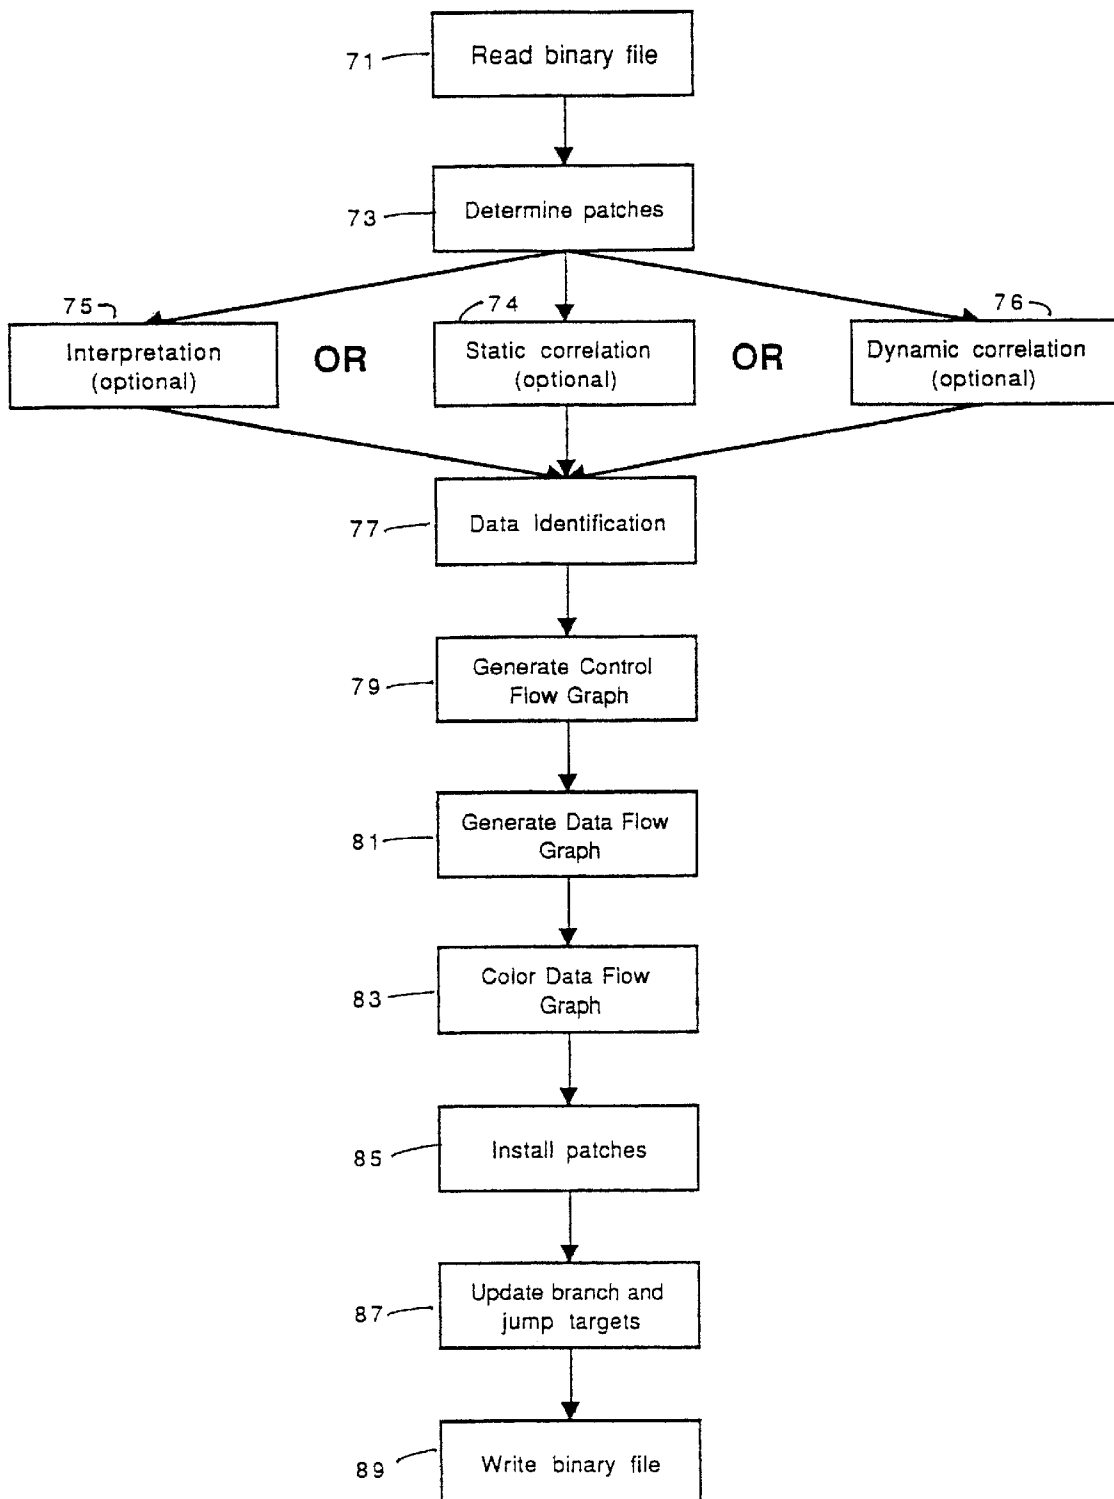 71
Read binary file
73
Determine patches
75
74
76
Interpretation
(optional)
OR
Static correlation
(optional)
OR
Dynamic correlation
(optional)
77
Data Identification
79
Generate Control
Flow Graph
81
Generate Data Flow
Graph
83
Color Data Flow
Graph
85
Install patches
87
Update branch and
jump targets
89
Write binary file